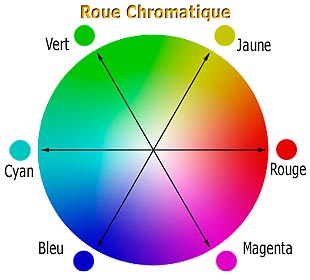 Roue Chromatique
Vert
Jaune
Cyan
Rouge
Bleu
Magenta